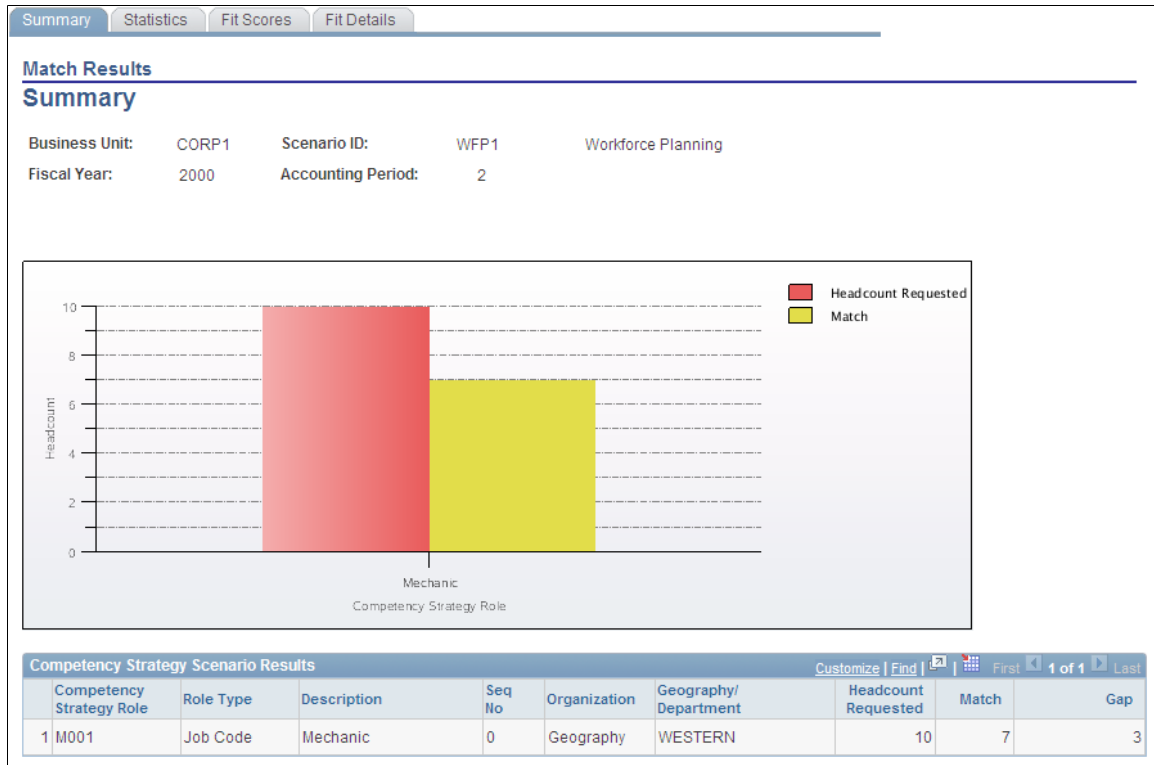 Summary Statistics Fit Scores Fit Details
Match Results
Summary
Business Unit: CORP1 Scenario ID: WFP1 Workforce Planning
Fiscal Year: 2000 Accounting Period: 2
Headcount Requested
Match
10
8
6
4
2
0
Headcount
Mechanic
Competency Strategy Role
Competency Strategy Scenario Results Customize | Find | | First 1 of 1 Last
Competency Strategy Role Role Type Description Seq No Organization Geography/ Department Headcount Requested Match Gap
1 M001 Job Code Mechanic 0 Geography WESTERN 10 7 3